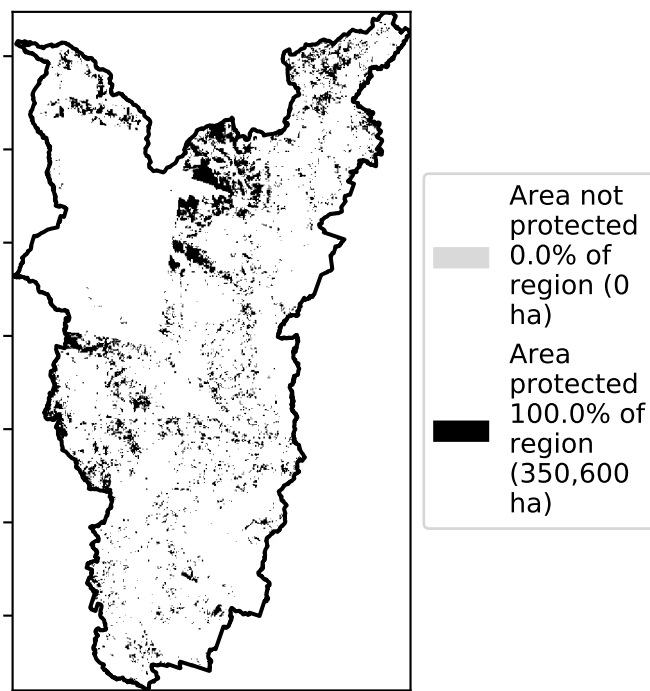 Area not
protected
0.0% of
region (0
ha)
Area
protected
100.0% of
region
(350,600
ha)